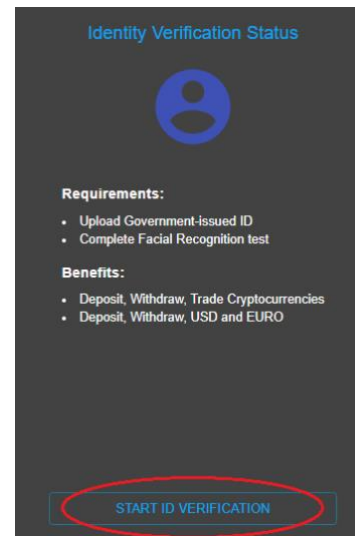 Identity Verification Status
Requirements:
• Upload Government-issued ID
• Complete Facial Recognition test
Benefits:
• Deposit, Withdraw, Trade Cryptocurrencies
• Deposit, Withdraw, USD and EURO
START ID VERIFICATION